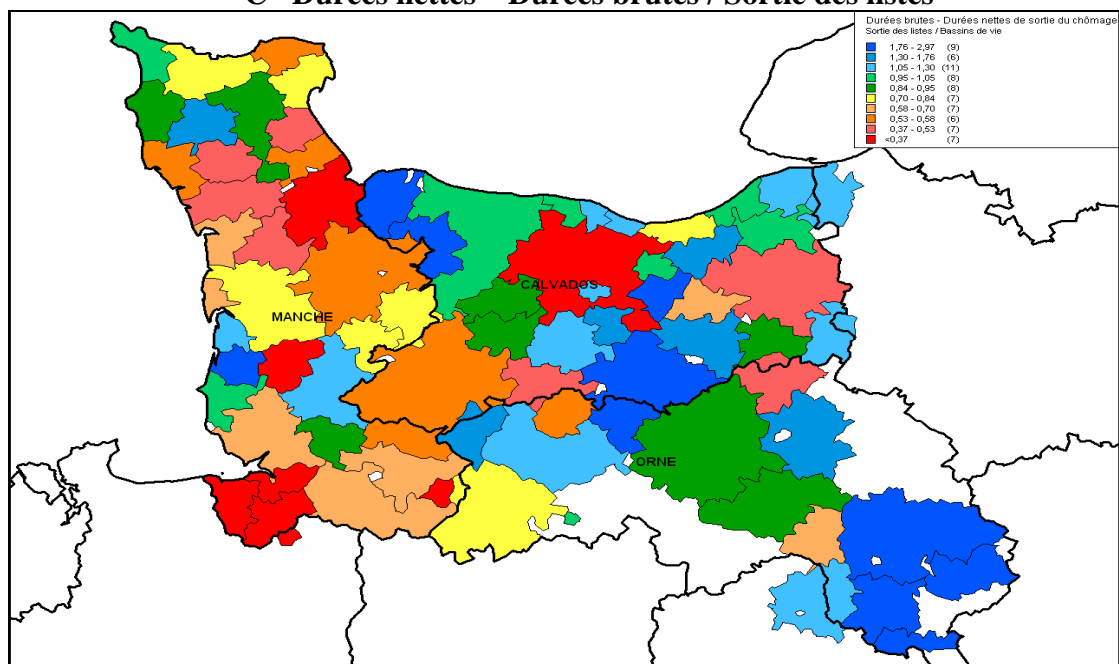 C - Durées nettes – Durées brutes / Sortie des listes
Durées brutes - Durées nettes de sortie du chômage
Sortie des listes / Bassins de vie
1,76 - 2,97 (9)
1,30 - 1,76 (6)
1,05 - 1,30 (11)
0,95 - 1,05 (8)
0,84 - 0,95 (8)
0,70 - 0,84 (7)
0,58 - 0,70 (7)
0,53 - 0,58 (6)
0,37 - 0,53 (7)
<0,37 (7)
CALVADOS
MANCHE
ORNE